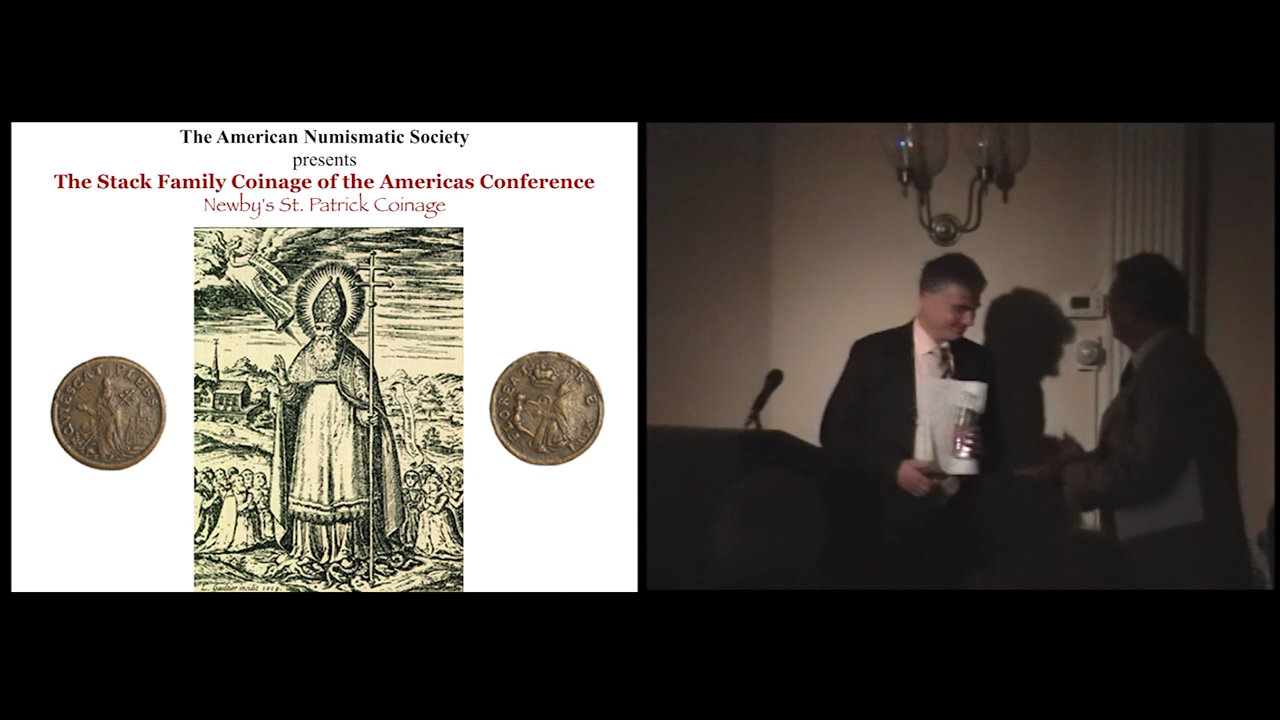 The American Numismatic Society
presents
The Stack Family Coinage of the Americas Conference
Newby's St. Patrick Coinage